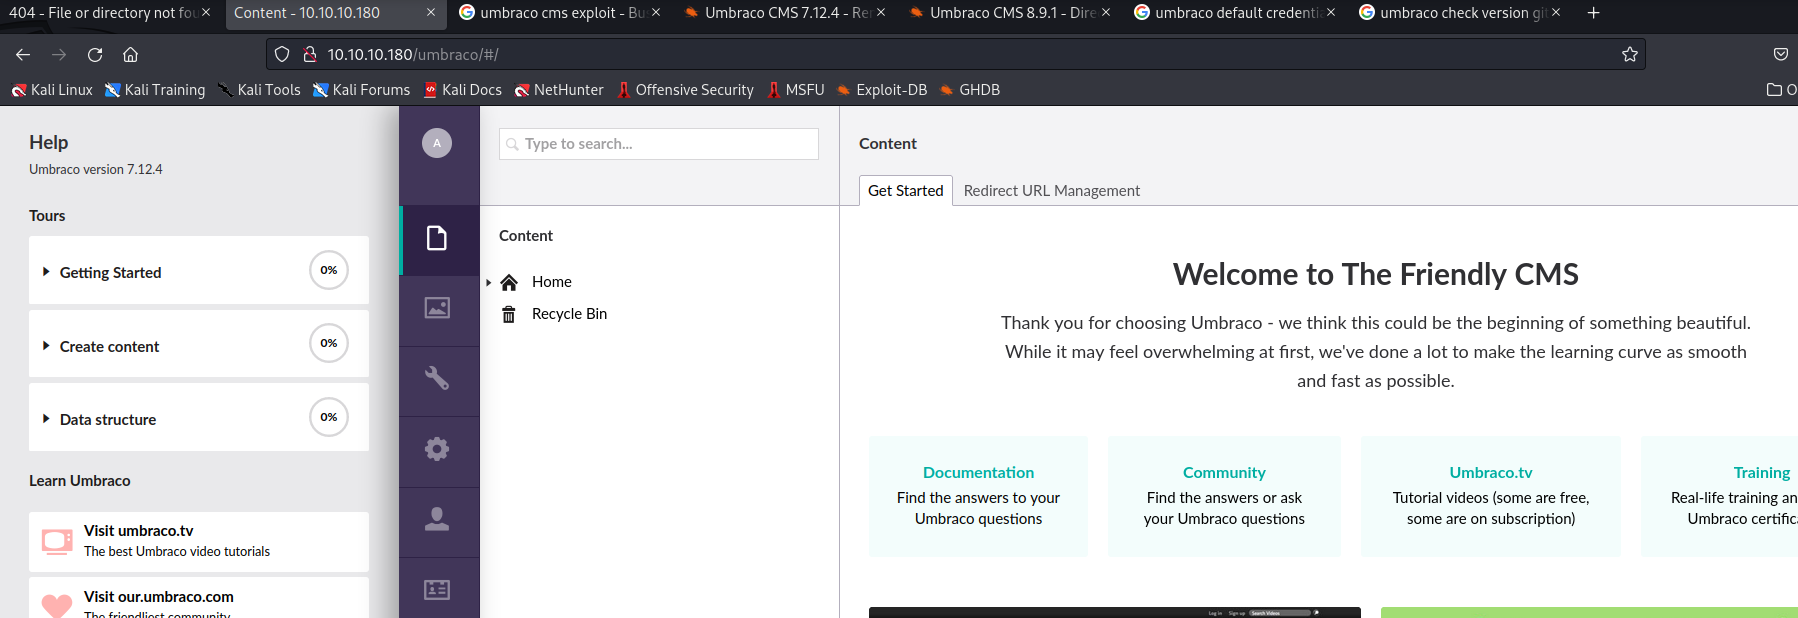 404 - File or directory not fou
Content - 10.10.10.180
umbraco cms exploit - Bu
Umbraco CMS 7.12.4 - Re
Umbraco CMS 8.9.1 - Dire
umbraco default credentia
umbraco check version gi
10.10.10.180/umbraco/#/
Kali Linux
Kali Training
Kali Tools
Kali Forums
Kali Docs
NetHunter
Offensive Security
MSFU
Exploit-DB
GHDB
O
Help
Umbraco version 7.12.4
Tours
Getting Started
0%
Create content
0%
Data structure
0%
Learn Umbraco
Visit umbraco.tv
The best Umbraco video tutorials
Visit our.umbraco.com
The friendliest community
A
Type to search...
Content
Home
Recycle Bin
Content
Get Started
Redirect URL Management
Welcome to The Friendly CMS
Thank you for choosing Umbraco - we think this could be the beginning of something beautiful.
While it may feel overwhelming at first, we've done a lot to make the learning curve as smooth
and fast as possible.
Documentation
Find the answers to your
Umbraco questions
Community
Find the answers or ask
your Umbraco questions
Umbraco.tv
Tutorial videos (some are free,
some are on subscription)
Training
Real-life training an
Umbraco certific
Log in
Sign up
Search Videos